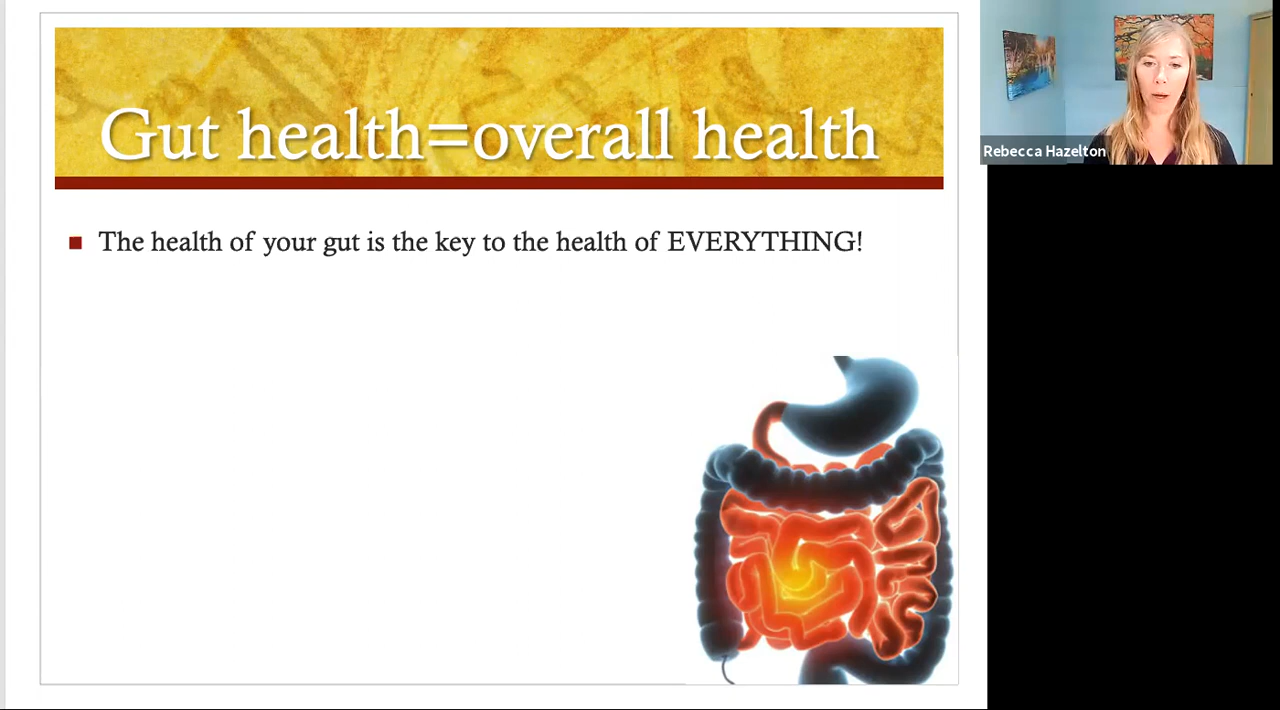 Gut health=overall health
The health of your gut is the key to the health of EVERYTHING!
Rebecca Hazelton